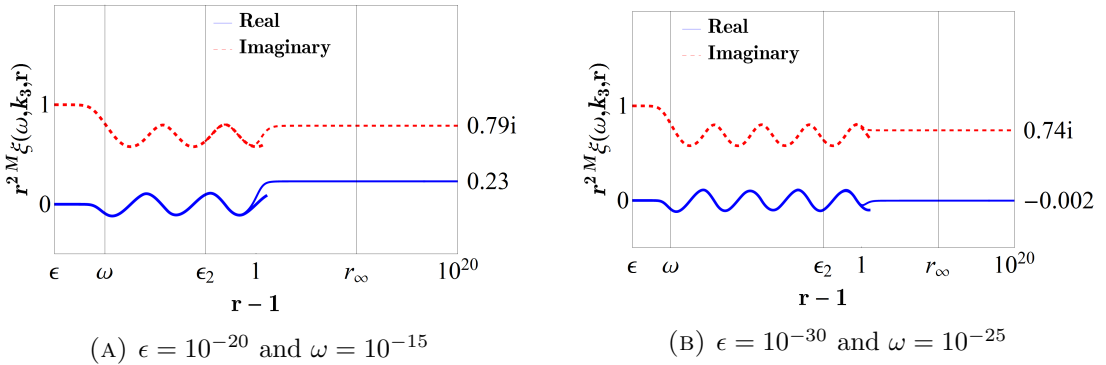 Real
Imaginary
r^{2 M} ξ(ω,k_3,r)
1
0
0.79i
0.23
ϵ ω ϵ_2 1 r_∞ 10^{20}
r − 1
(A) ϵ = 10^{−20} and ω = 10^{−15}
Real
Imaginary
r^{2 M} ξ(ω,k_3,r)
1
0
0.74i
−0.002
ϵ ω ϵ_2 1 r_∞ 10^{20}
r − 1
(B) ϵ = 10^{−30} and ω = 10^{−25}